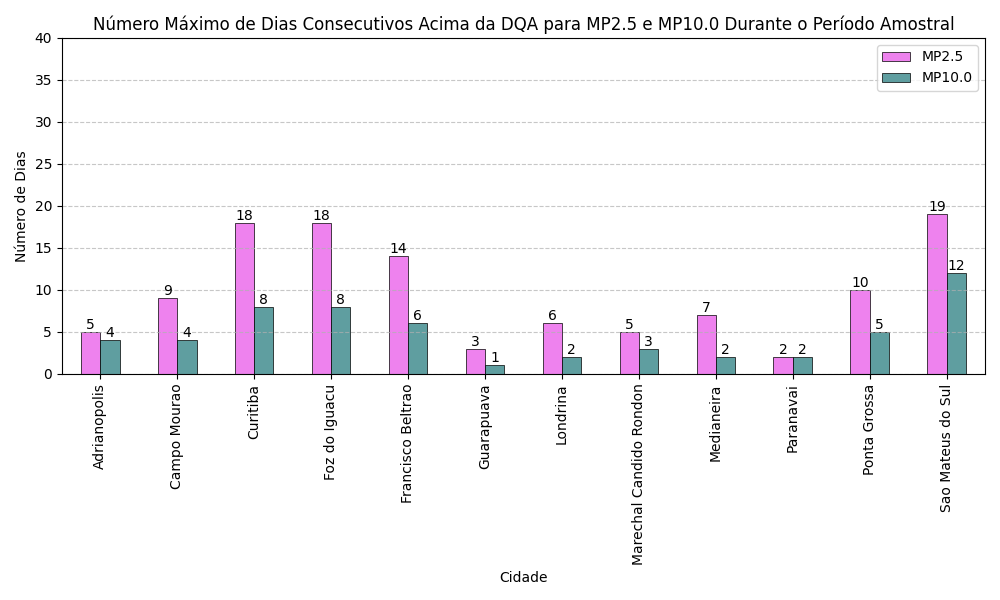 Número Máximo de Dias Consecutivos Acima da DQA para MP2.5 e MP10.0 Durante o Período Amostral
MP2.5
MP10.0
Número de Dias
40
35
30
25
20
15
10
5
0
5
4
9
4
18
8
18
8
14
6
3
1
6
2
5
3
7
2
2
2
10
5
19
12
Adrianopolis
Campo Mourao
Curitiba
Foz do Iguacu
Francisco Beltrao
Guarapuava
Londrina
Marechal Candido Rondon
Medianeira
Paranavai
Ponta Grossa
Sao Mateus do Sul
Cidade